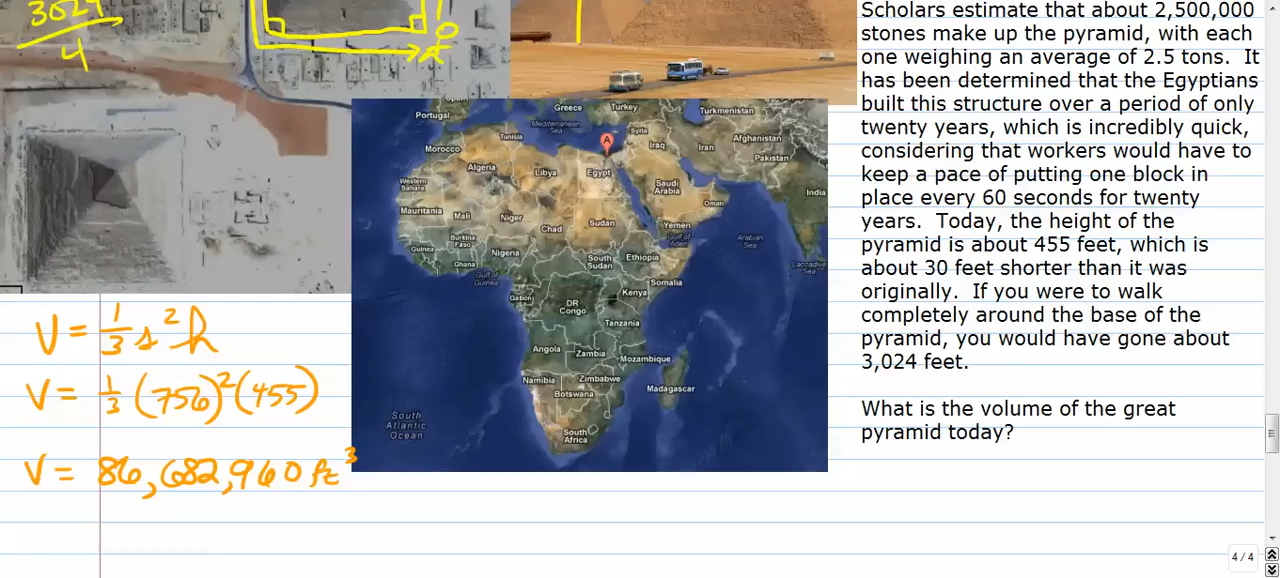 3024
4
Scholars estimate that about 2,500,000
stones make up the pyramid, with each
one weighing an average of 2.5 tons. It
has been determined that the Egyptians
built this structure over a period of only
twenty years, which is incredibly quick,
considering that workers would have to
keep a pace of putting one block in
place every 60 seconds for twenty
years. Today, the height of the
pyramid is about 455 feet, which is
about 30 feet shorter than it was
originally. If you were to walk
completely around the base of the
pyramid, you would have gone about
3,024 feet.
What is the volume of the great
pyramid today?
Portugal
Greece
Turkey
Turkmenistan
Mediterranean
Sea
Tunisia
Syria
A
Morocco
Iraq
Iran
Afghanistan
Pakistan
Algeria
Libya
Egypt
Western
Sahara
Saudi
Arabia
India
Oman
Mauritania
Mali
Niger
Chad
Sudan
Yemen
Gulf of
Aden
Arabian
Sea
Burkina
Faso
Guinea
Nigeria
Ghana
South
Sudan
Ethiopia
Laccadive
Sea
Gulf of
Guinea
Somalia
Gabon
DR
Congo
Kenya
Tanzania
Angola
Zambia
Mozambique
Namibia
Zimbabwe
Botswana
Madagascar
South
Atlantic
Ocean
South
Africa
V = 1/3 s²h
V = 1/3 (756)²(455)
V = 86,682,960 ft³
4/4